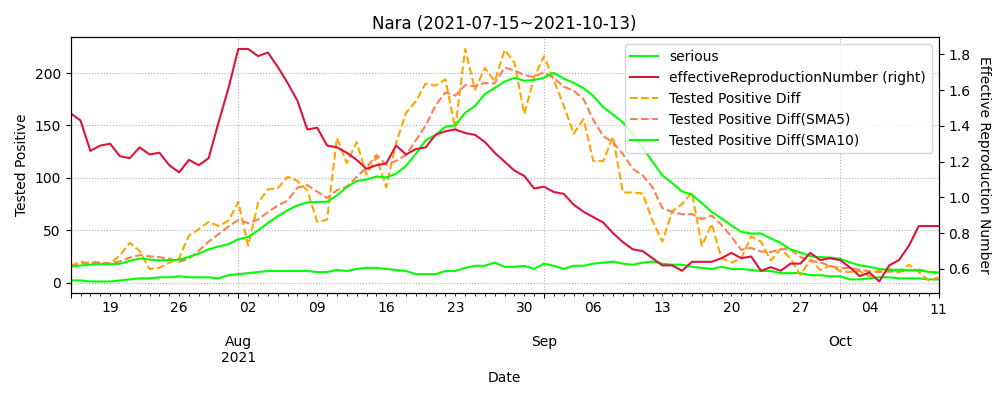 Nara (2021-07-15~2021-10-13)
serious
effectiveReproductionNumber (right)
Tested Positive Diff
Tested Positive Diff(SMA5)
Tested Positive Diff(SMA10)
Tested Positive
200
150
100
50
0
1.8
1.6
1.4
1.2
1.0
0.8
0.6
Effective Reproduction Number
19 26 02 09 16 23 30 06 13 20 27 04 11
Aug Sep Oct
2021
Date